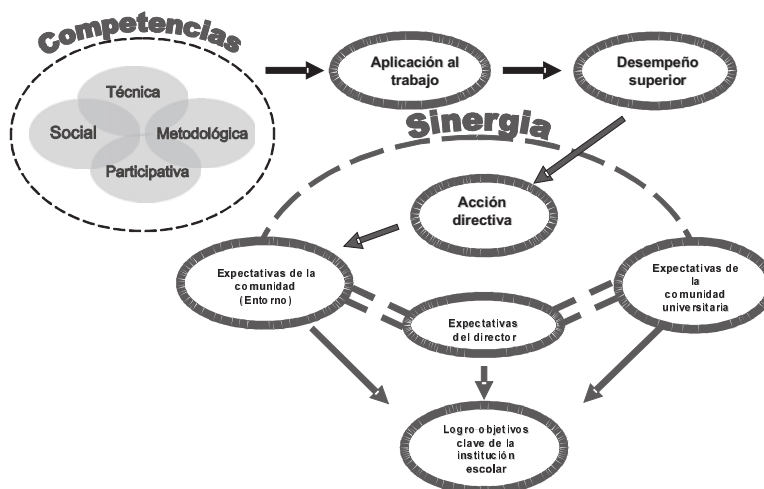 Competencias
Técnica
Social
Metodológica
Participativa
Aplicación al
trabajo
Desempeño
superior
Sinergia
Acción
directiva
Expectativas de la
comunidad
(Entorno)
Expectativas
del director
Expectativas de
la
comunidad
universitaria
Logro objetivos
clave de la
institución
escolar